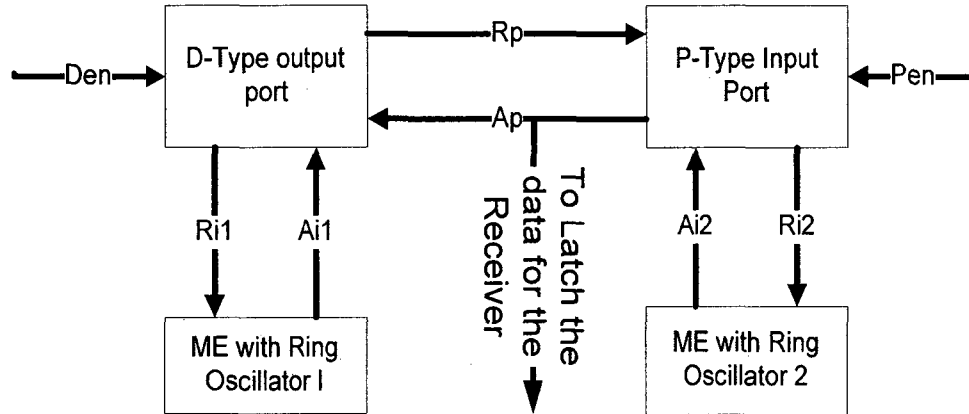 D-Type output
port
Rp
P-Type Input
Port
Den
Pen
Ap
To Latch the
data for the
Receiver
Ri1
Ai1
Ai2
Ri2
ME with Ring
Oscillator I
ME with Ring
Oscillator 2